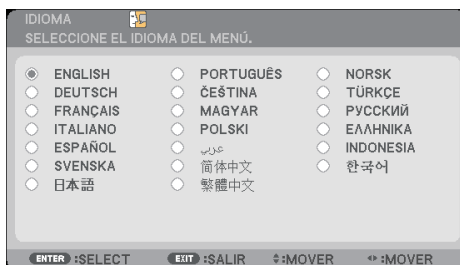 IDIOMA
SELECCIONE EL IDIOMA DEL MENÚ.
ENGLISH PORTUGUÊS NORSK
DEUTSCH ČEŠTINA TÜRKÇE
FRANÇAIS MAGYAR РУССКИЙ
ITALIANO POLSKI ΕΛΛΗΝΙΚΑ
ESPAÑOL عربي INDONESIA
SVENSKA 简体中文 한국어
日本語 繁體中文
ENTER :SELECT EXIT :SALIR :MOVER :MOVER